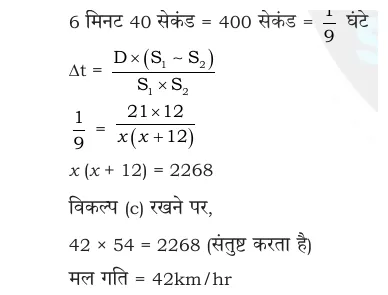 6 मिनट 40 सेकंड = 400 सेकंड = 1/9 घंटे
Δt = D × (S₁ ~ S₂) / S₁ × S₂
1/9 = 21×12 / x(x + 12)
x (x + 12) = 2268
विकल्प (c) रखने पर,
42 × 54 = 2268 (संतुष्ट करता है)
मल गति = 42km/hr